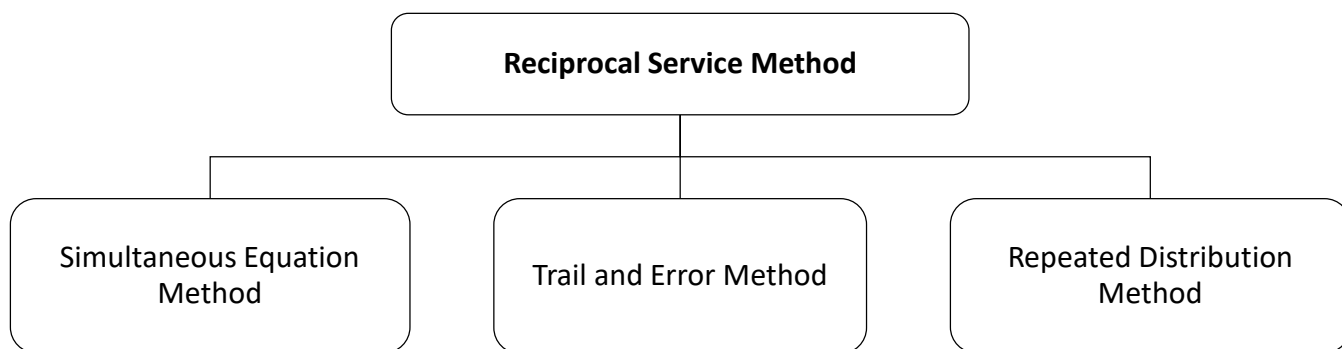 Reciprocal Service Method
Simultaneous Equation
Method
Trail and Error Method
Repeated Distribution
Method